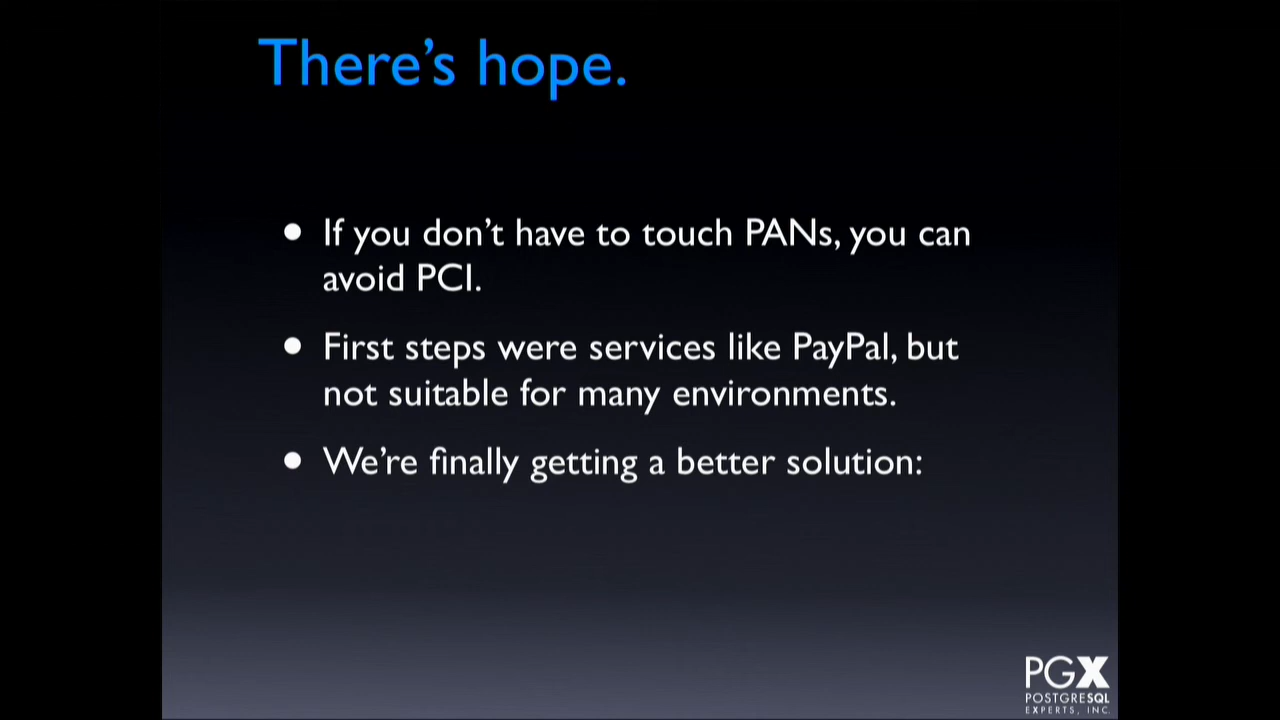 There's hope.
• If you don't have to touch PANs, you can
avoid PCI.
• First steps were services like PayPal, but
not suitable for many environments.
• We're finally getting a better solution:
PGX
POSTGRESQL
EXPERTS, INC.